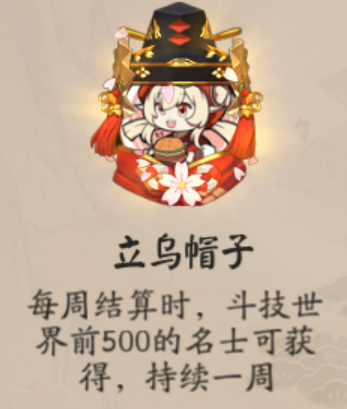 立乌帽子
每周结算时，斗技世
界前500的名士可获
得，持续一周